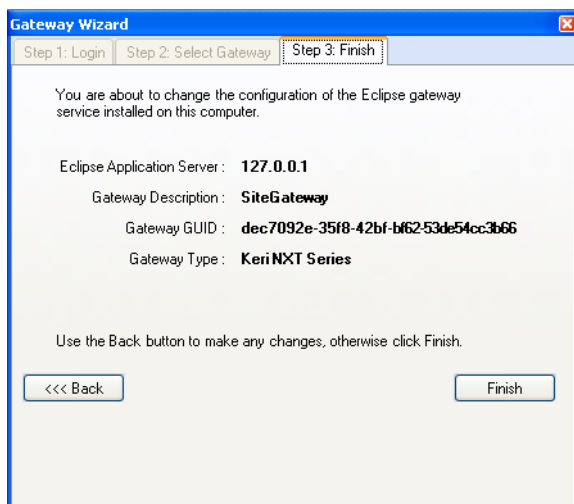 Gateway Wizard
Step 1: Login Step 2: Select Gateway Step 3: Finish
You are about to change the configuration of the Eclipse gateway
service installed on this computer.
Eclipse Application Server : 127.0.0.1
Gateway Description : SiteGateway
Gateway GUID : dec7092e-35f8-42bf-bf62-53de54cc3b66
Gateway Type : Keri NXT Series
Use the Back button to make any changes, otherwise click Finish.
<<< Back Finish